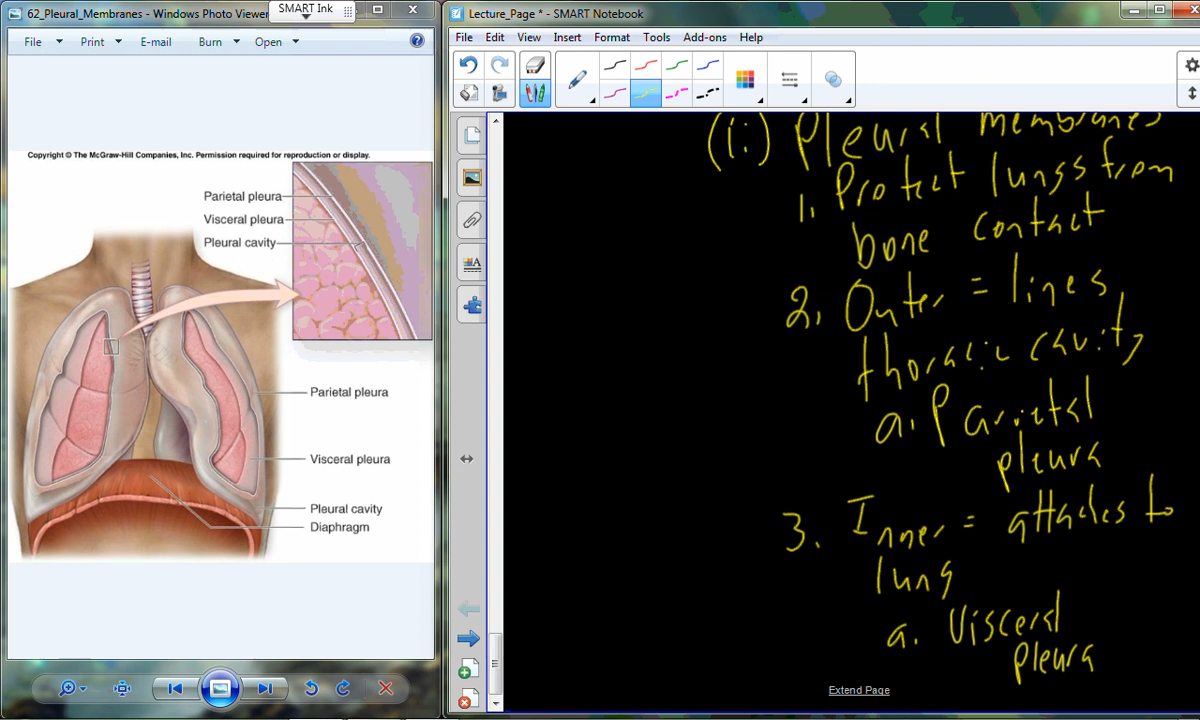 62_Pleural_Membranes - Windows Photo Viewer
SMART Ink
File Print E-mail Burn Open
Copyright © The McGraw-Hill Companies, Inc. Permission required for reproduction or display.
Parietal pleura
Visceral pleura
Pleural cavity
Parietal pleura
Visceral pleura
Pleural cavity
Diaphragm
Lecture_Page * - SMART Notebook
File Edit View Insert Format Tools Add-ons Help
(i.) Pleural membranes
1. Protect lungs from
bone contact
2. Outer = lines
thoracic cavity
a. Parietal
pleura
3. Inner = attaches to
lung
a. Visceral
pleura
Extend Page